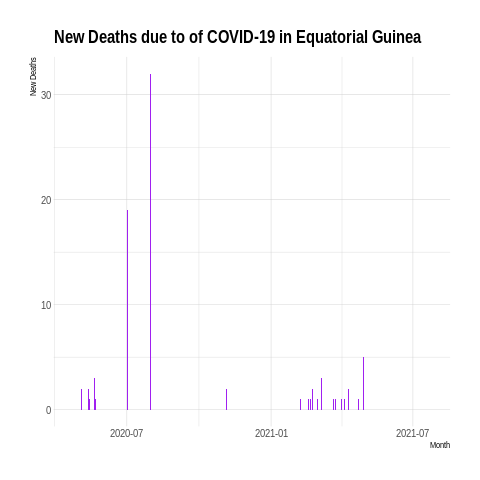 New Deaths due to of COVID-19 in Equatorial Guinea
New Deaths
30
20
10
0
2020-07 2021-01 2021-07
Month